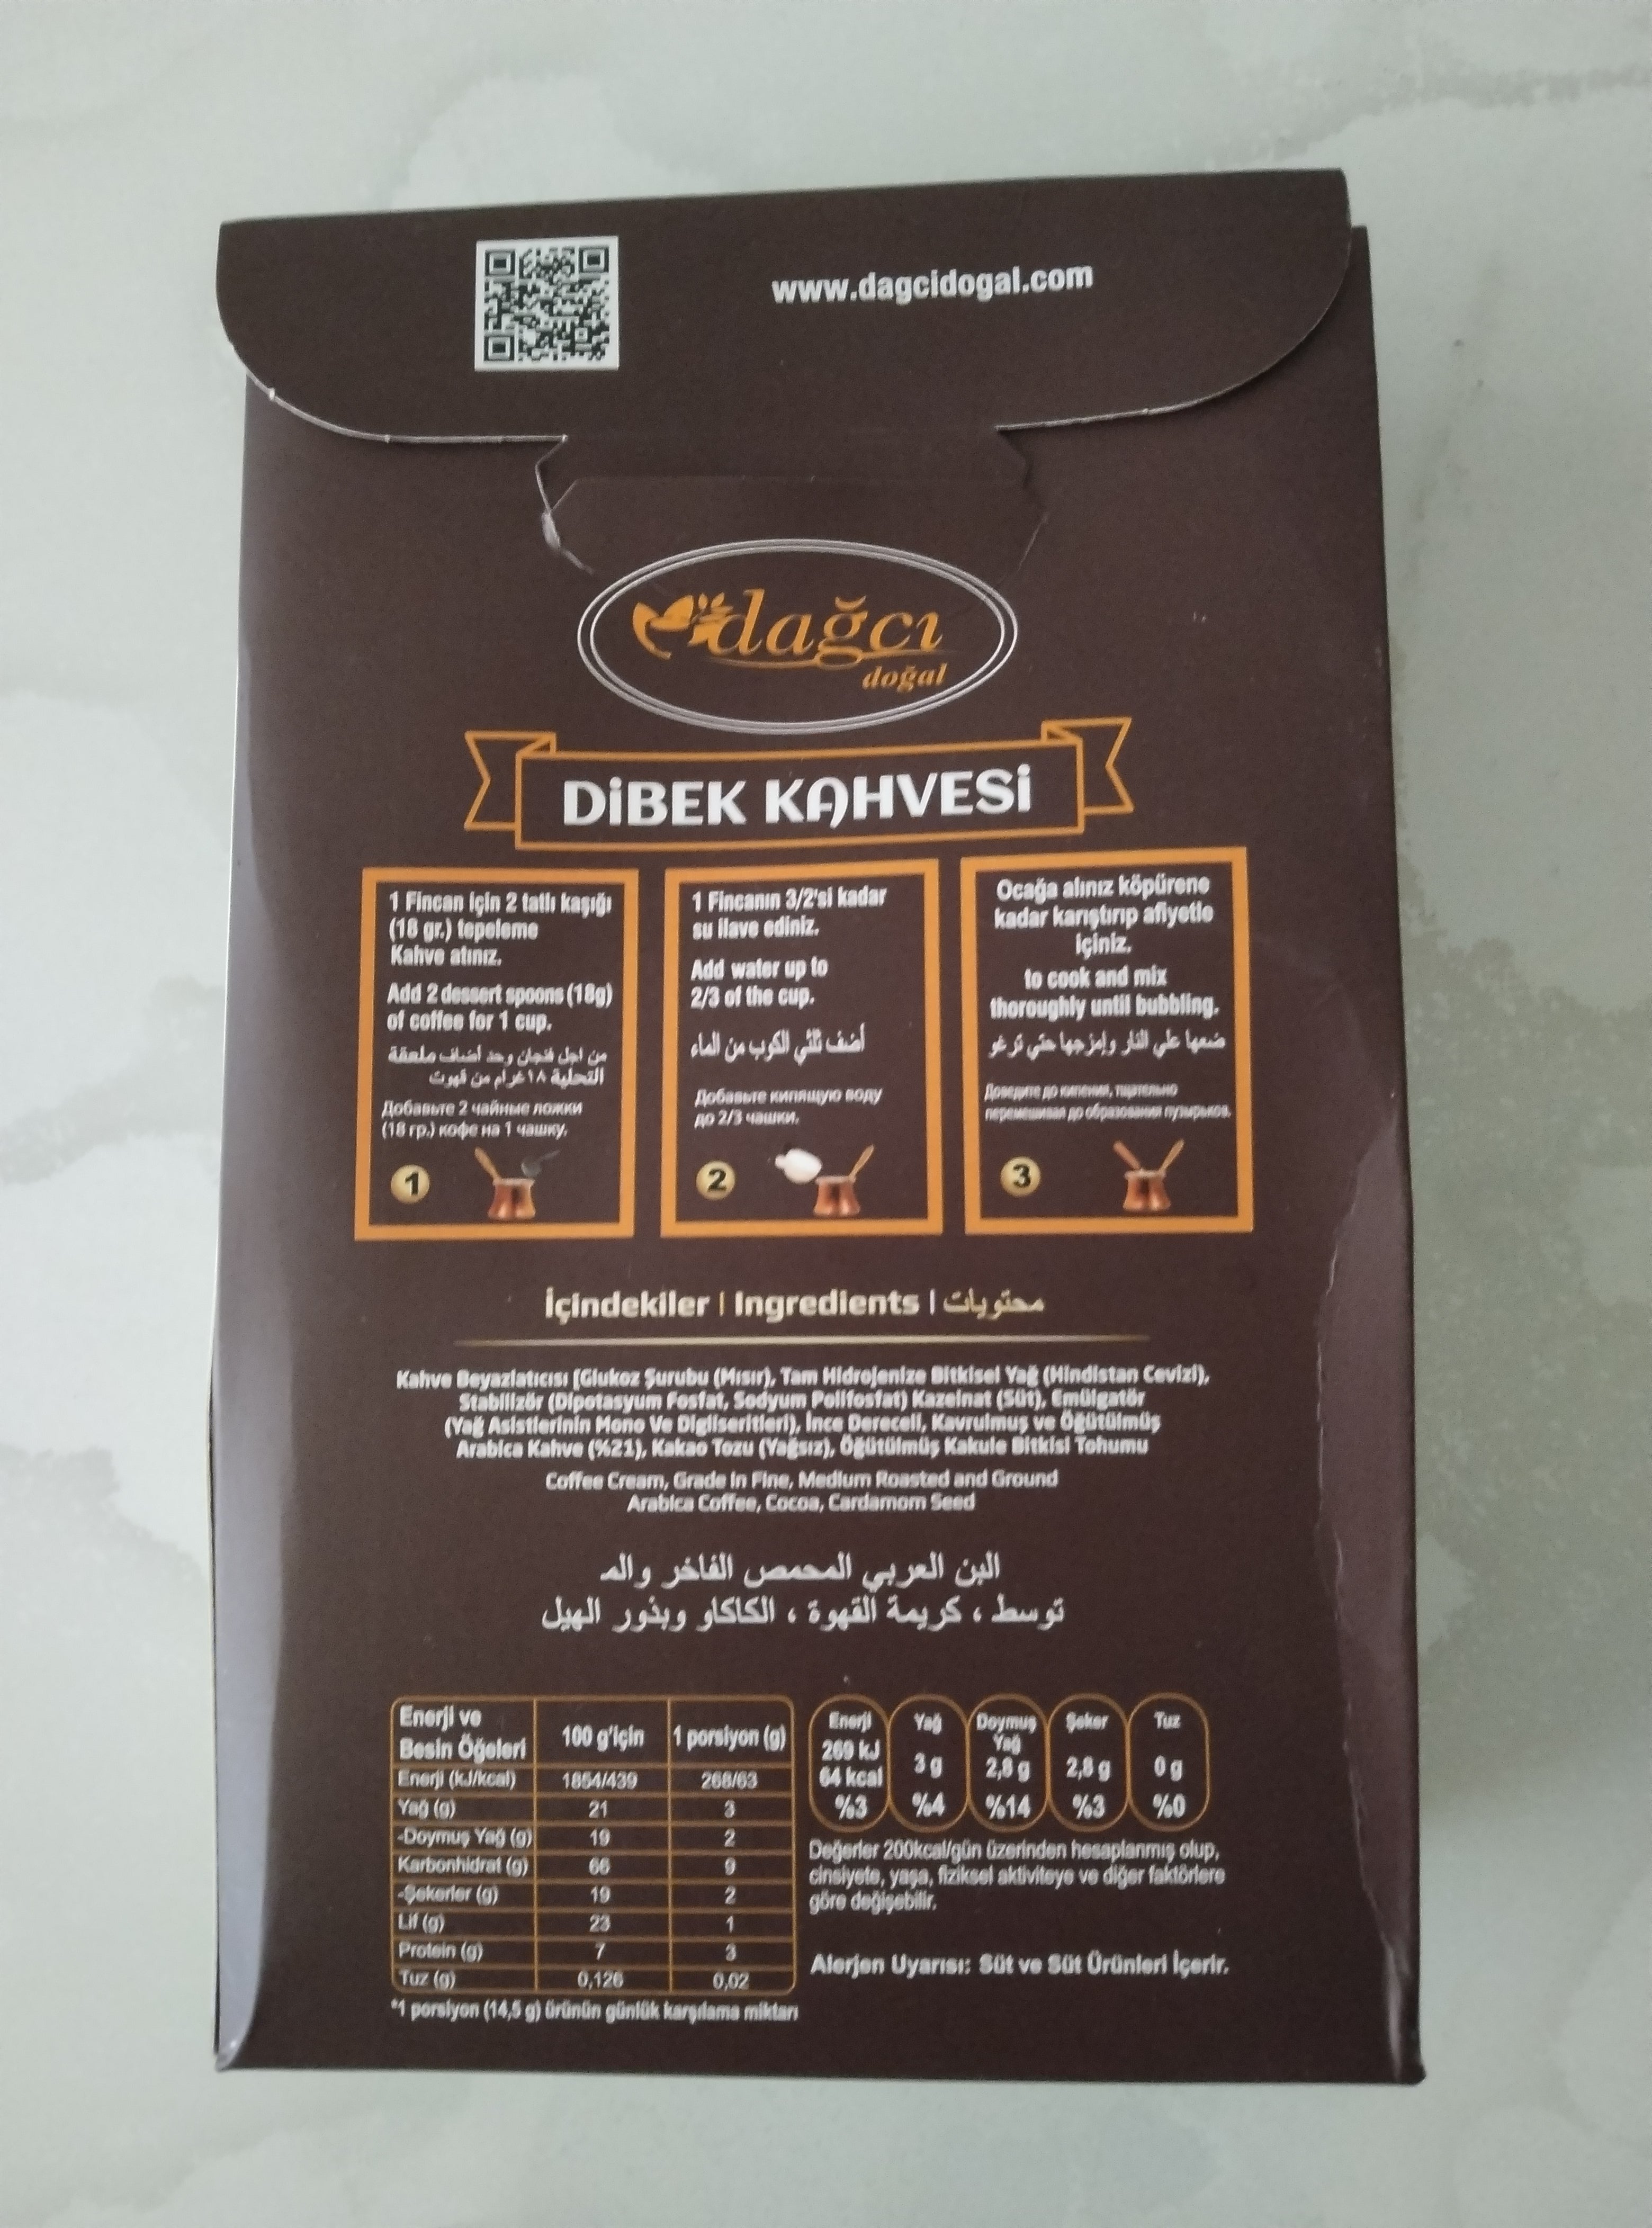 www.dagcidogal.com
dağcı
doğal
DİBEK KAHVESİ
1 Fincan için 2 tatlı kaşığı
(18 gr.) tepeleme
Kahve atınız.
Add 2 dessert spoons (18g)
of coffee for 1 cup.
من اجل فنجان وحد أضاف ملعقة
التحلية ١٨غرام من قهوت
Добавьте 2 чайные ложки
(18 гр.) кофе на 1 чашку.
1
1 Fincanın 3/2'si kadar
su ilave ediniz.
Add water up to
2/3 of the cup.
أضف ثلثي الكوب من الماء
Добавьте кипящую воду
до 2/3 чашки.
2
Ocağa alınız köpürene
kadar karıştırıp afiyetle
içiniz.
to cook and mix
thoroughly until bubbling.
ضعها علي النار وإمزجها حتي ترغو
Доведите до кипения, тщательно
перемешивая до образования пузырьков.
3
İçindekiler | Ingredients | محتويات
Kahve Beyazlatıcısı [Glukoz Şurubu (Mısır), Tam Hidrojenize Bitkisel Yağ (Hindistan Cevizi),
Stabilizör (Dipotasyum Fosfat, Sodyum Polifosfat) Kazeinat (Süt), Emülgatör
(Yağ Asistlerinin Mono Ve Digliseritleri), İnce Dereceli, Kavrulmuş ve Öğütülmüş
Arabica Kahve (%21), Kakao Tozu (Yağsız), Öğütülmüş Kakule Bitkisi Tohumu
Coffee Cream, Grade In Fine, Medium Roasted and Ground
Arabica Coffee, Cocoa, Cardamom Seed
البن العربي المحمص الفاخر والمـ
توسط ، كريمة القهوة ، الكاكاو وبذور الهيل
Enerji ve Besin Öğeleri 100 g'için 1 porsiyon (g)
Enerji (kJ/kcal) 1854/439 268/63
Yağ (g) 21 3
-Doymuş Yağ (g) 19 2
Karbonhidrat (g) 66 9
-Şekerler (g) 19 2
Lif (g) 23 1
Protein (g) 7 3
Tuz (g) 0,126 0,02
*1 porsiyon (14,5 g) ürünün günlük karşılama miktarı
Enerji Yağ Doymuş Yağ Şeker Tuz
269 kJ 64 kcal 3 g 2,8 g 2,8 g 0 g
%3 %4 %14 %3 %0
Değerler 200kcal/gün üzerinden hesaplanmış olup,
cinsiyete, yaşa, fiziksel aktiviteye ve diğer faktörlere
göre değişebilir.
Alerjen Uyarısı: Süt ve Süt Ürünleri İçerir.